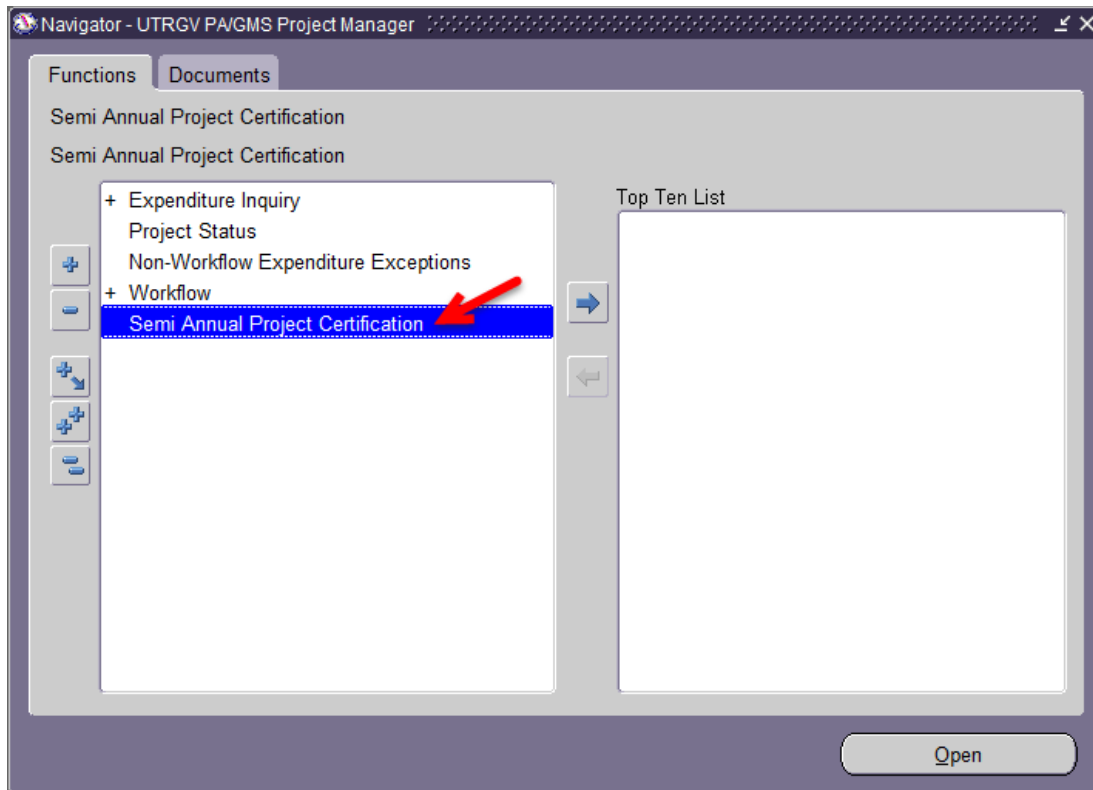 Navigator - UTRGV PA/GMS Project Manager
Functions
Documents
Semi Annual Project Certification
Semi Annual Project Certification
+ Expenditure Inquiry
Project Status
Non-Workflow Expenditure Exceptions
+ Workflow
Semi Annual Project Certification
Top Ten List
Open